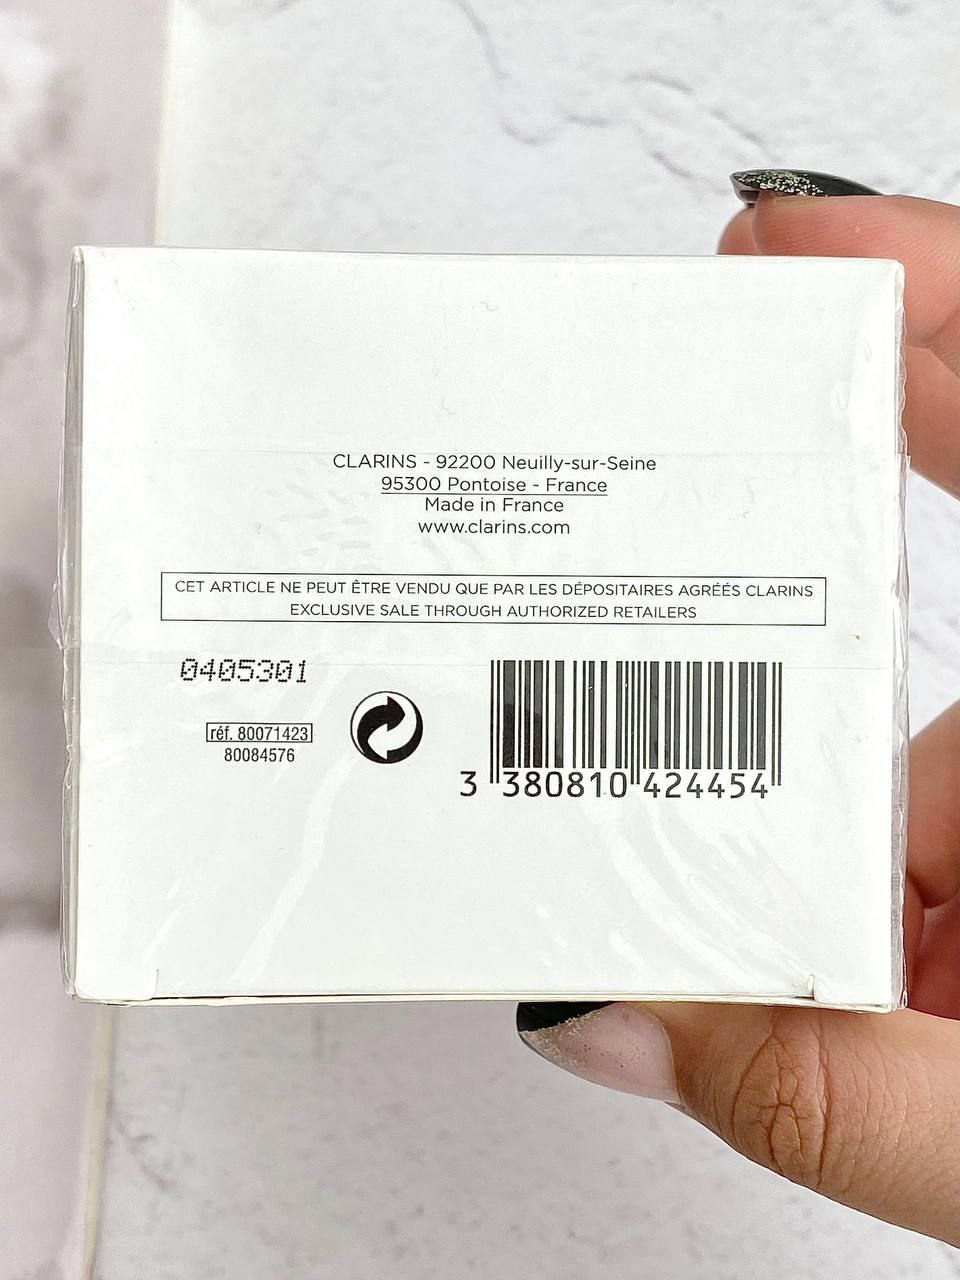 CLARINS - 92200 Neuilly-sur-Seine
95300 Pontoise - France
Made in France
www.clarins.com
CET ARTICLE NE PEUT ÊTRE VENDU QUE PAR LES DÉPOSITAIRES AGRÉÉS CLARINS
EXCLUSIVE SALE THROUGH AUTHORIZED RETAILERS
0405301
réf. 80071423
80084576
3 380810 424454